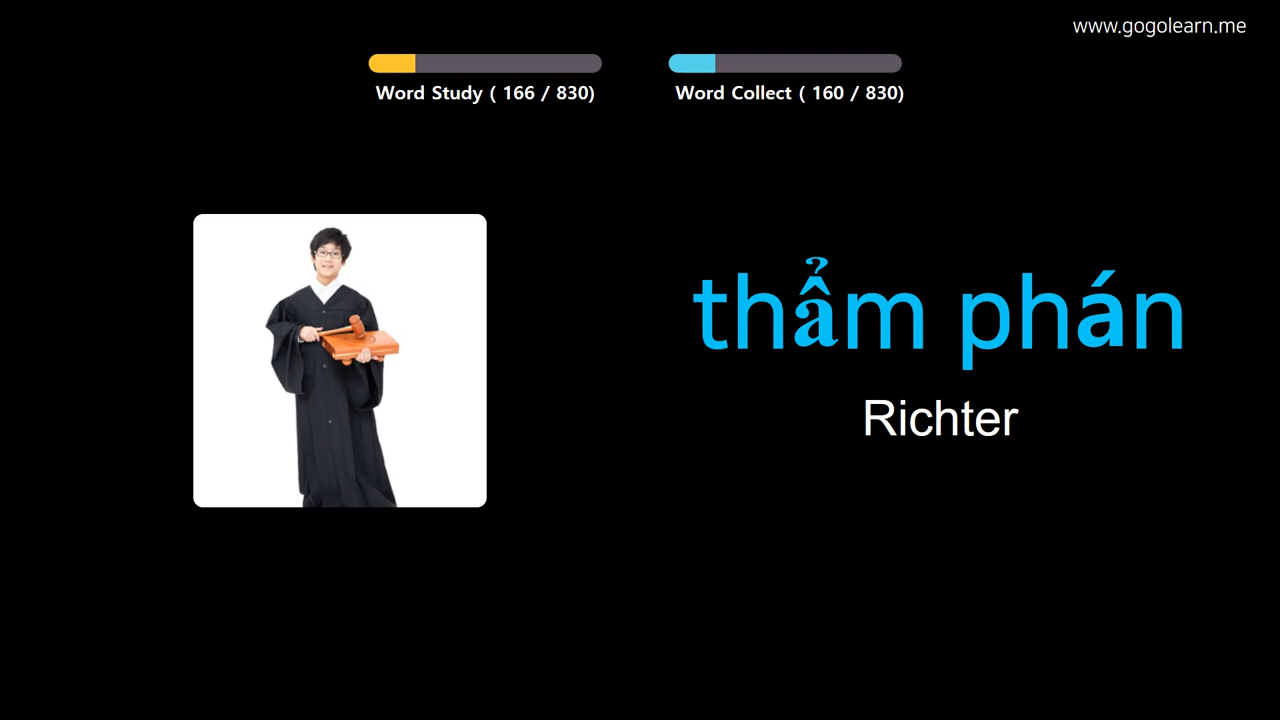 www.gogolearn.me
Word Study ( 166 / 830)
Word Collect ( 160 / 830)
thẩm phán
Richter